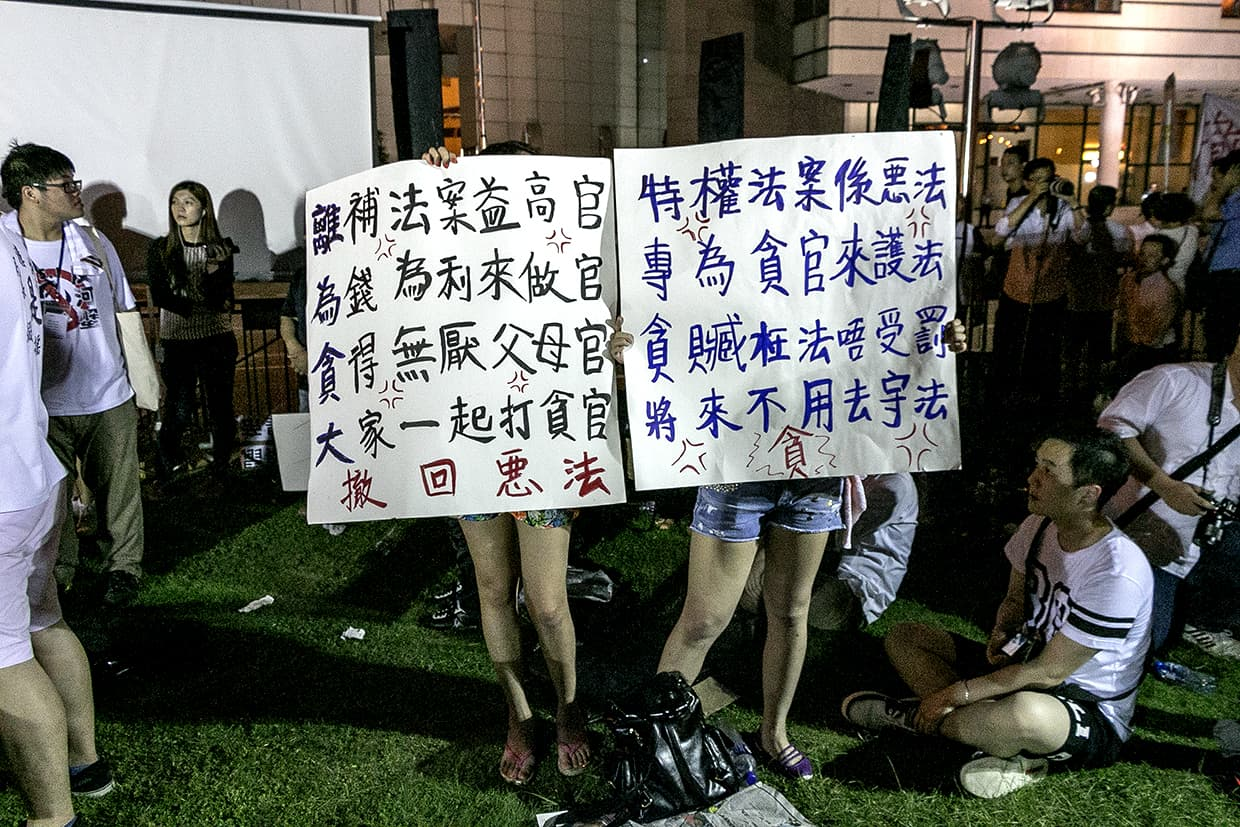 離補法案益高官
為錢為利來做官
貪得無厭父母官
大家一起打貪官
撤回惡法
特權法案係惡法
專為貪官來護法
貪贓枉法唔受罰
將來不用去守法
貪